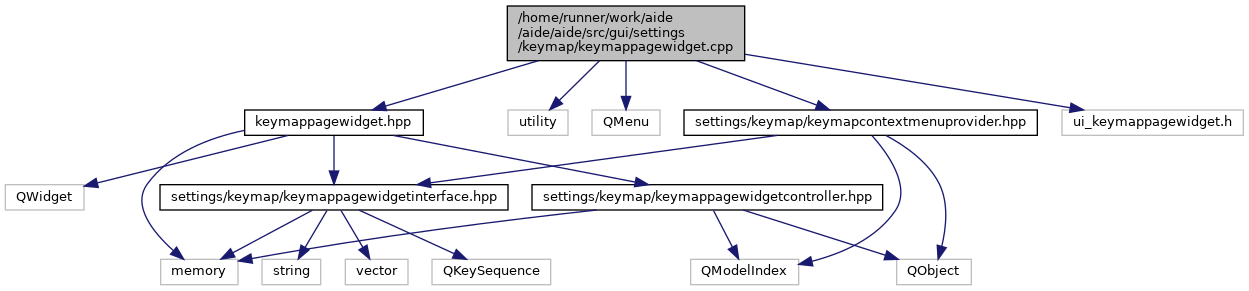 /home/runner/work/aide
/aide/aide/src/gui/settings
/keymap/keymappagewidget.cpp
keymappagewidget.hpp
utility
QMenu
settings/keymap/keymapcontextmenuprovider.hpp
ui_keymappagewidget.h
QWidget
settings/keymap/keymappagewidgetinterface.hpp
settings/keymap/keymappagewidgetcontroller.hpp
memory
string
vector
QKeySequence
QModelIndex
QObject